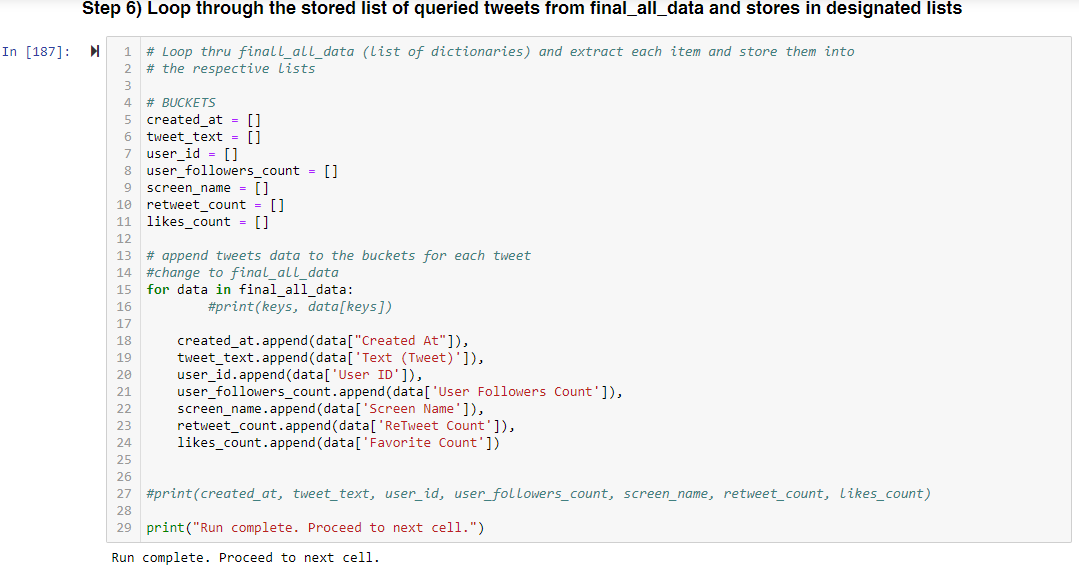 Step 6) Loop through the stored list of queried tweets from final_all_data and stores in designated lists
In [187]:
1 # Loop thru finall_all_data (list of dictionaries) and extract each item and store them into
2 # the respective lists
3
4 # BUCKETS
5 created_at = []
6 tweet_text = []
7 user_id = []
8 user_followers_count = []
9 screen_name = []
10 retweet_count = []
11 likes_count = []
12
13 # append tweets data to the buckets for each tweet
14 #change to final_all_data
15 for data in final_all_data:
16         #print(keys, data[keys])
17
18     created_at.append(data["Created At"]),
19     tweet_text.append(data['Text (Tweet)']),
20     user_id.append(data['User ID']),
21     user_followers_count.append(data['User Followers Count']),
22     screen_name.append(data['Screen Name']),
23     retweet_count.append(data['ReTweet Count']),
24     likes_count.append(data['Favorite Count'])
25
26
27 #print(created_at, tweet_text, user_id, user_followers_count, screen_name, retweet_count, likes_count)
28
29 print("Run complete. Proceed to next cell.")
Run complete. Proceed to next cell.